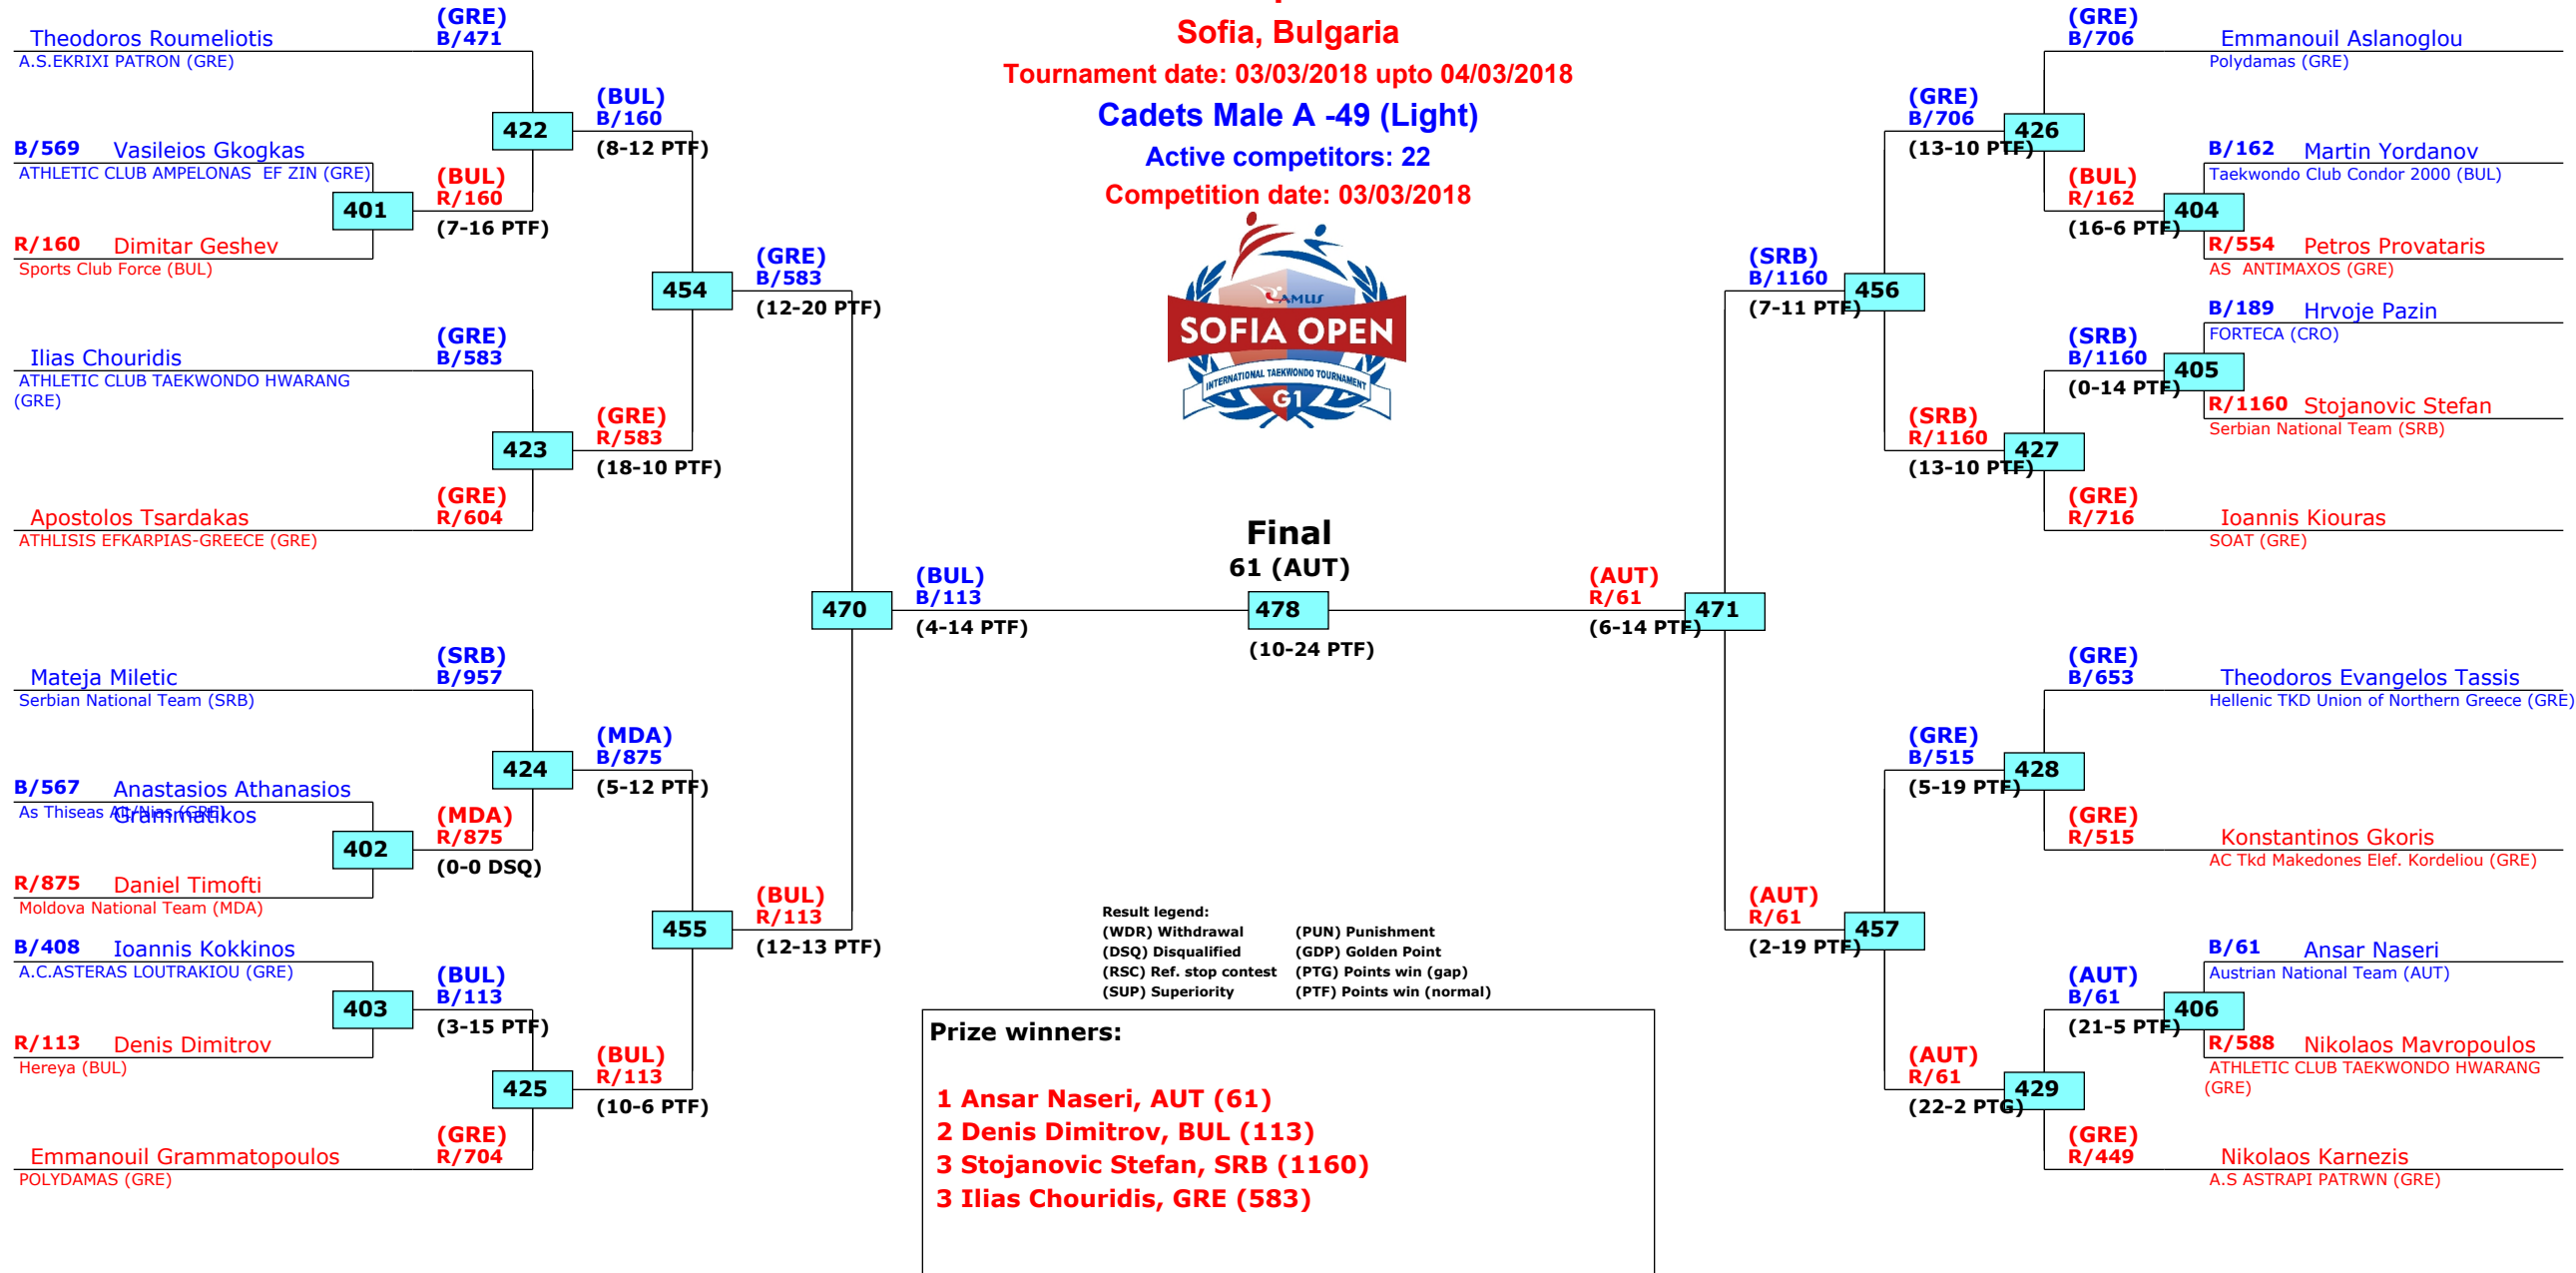 Sofia, Bulgaria
Tournament date: 03/03/2018 upto 04/03/2018
Cadets Male A -49 (Light)
Active competitors: 22
Competition date: 03/03/2018
AMUS
SOFIA OPEN
INTERNATIONAL TAEKWONDO TOURNAMENT
G1
(GRE)
B/471
Theodoros Roumeliotis
A.S.EKRIXI PATRON (GRE)
422
(BUL)
B/160
(8-12 PTF)
B/569 Vasileios Gkogkas
ATHLETIC CLUB AMPELONAS EF ZIN (GRE)
401
(BUL)
R/160
(7-16 PTF)
R/160 Dimitar Geshev
Sports Club Force (BUL)
454
(GRE)
B/583
(12-20 PTF)
(GRE)
B/583
Ilias Chouridis
ATHLETIC CLUB TAEKWONDO HWARANG
(GRE)
423
(GRE)
R/583
(18-10 PTF)
(GRE)
R/604
Apostolos Tsardakas
ATHLISIS EFKARPIAS-GREECE (GRE)
470
(BUL)
B/113
(4-14 PTF)
(SRB)
B/957
Mateja Miletic
Serbian National Team (SRB)
424
(MDA)
B/875
(5-12 PTF)
B/567 Anastasios Athanasios
Grammatikos
As Thiseas (GRE)
402
(MDA)
R/875
(0-0 DSQ)
R/875 Daniel Timofti
Moldova National Team (MDA)
455
(BUL)
R/113
(12-13 PTF)
B/408 Ioannis Kokkinos
A.C.ASTERAS LOUTRAKIOU (GRE)
403
(BUL)
B/113
(3-15 PTF)
R/113 Denis Dimitrov
Hereya (BUL)
425
(BUL)
R/113
(10-6 PTF)
(GRE)
R/704
Emmanouil Grammatopoulos
POLYDAMAS (GRE)
Final
61 (AUT)
478
(10-24 PTF)
(AUT)
R/61
(6-14 PTF)
471
(GRE)
B/706
Emmanouil Aslanoglou
Polydamas (GRE)
(GRE)
B/706
(13-10 PTF)
426
B/162 Martin Yordanov
Taekwondo Club Condor 2000 (BUL)
(BUL)
R/162
(16-6 PTF)
404
R/554 Petros Provataris
AS ANTIMAXOS (GRE)
(SRB)
B/1160
(7-11 PTF)
456
B/189 Hrvoje Pazin
FORTECA (CRO)
(SRB)
B/1160
(0-14 PTF)
405
R/1160 Stojanovic Stefan
Serbian National Team (SRB)
(SRB)
R/1160
(13-10 PTF)
427
(GRE)
R/716
Ioannis Kiouras
SOAT (GRE)
(GRE)
B/653
Theodoros Evangelos Tassis
Hellenic TKD Union of Northern Greece (GRE)
(GRE)
B/515
(5-19 PTF)
428
(GRE)
R/515
Konstantinos Gkoris
AC Tkd Makedones Elef. Kordeliou (GRE)
(AUT)
R/61
(2-19 PTF)
457
B/61 Ansar Naseri
Austrian National Team (AUT)
(AUT)
B/61
(21-5 PTF)
406
R/588 Nikolaos Mavropoulos
ATHLETIC CLUB TAEKWONDO HWARANG
(GRE)
(AUT)
R/61
(22-2 PTG)
429
(GRE)
R/449
Nikolaos Karnezis
A.S ASTRAPI PATRWN (GRE)
Result legend:
(WDR) Withdrawal (PUN) Punishment
(DSQ) Disqualified (GDP) Golden Point
(RSC) Ref. stop contest (PTG) Points win (gap)
(SUP) Superiority (PTF) Points win (normal)
Prize winners:
1 Ansar Naseri, AUT (61)
2 Denis Dimitrov, BUL (113)
3 Stojanovic Stefan, SRB (1160)
3 Ilias Chouridis, GRE (583)